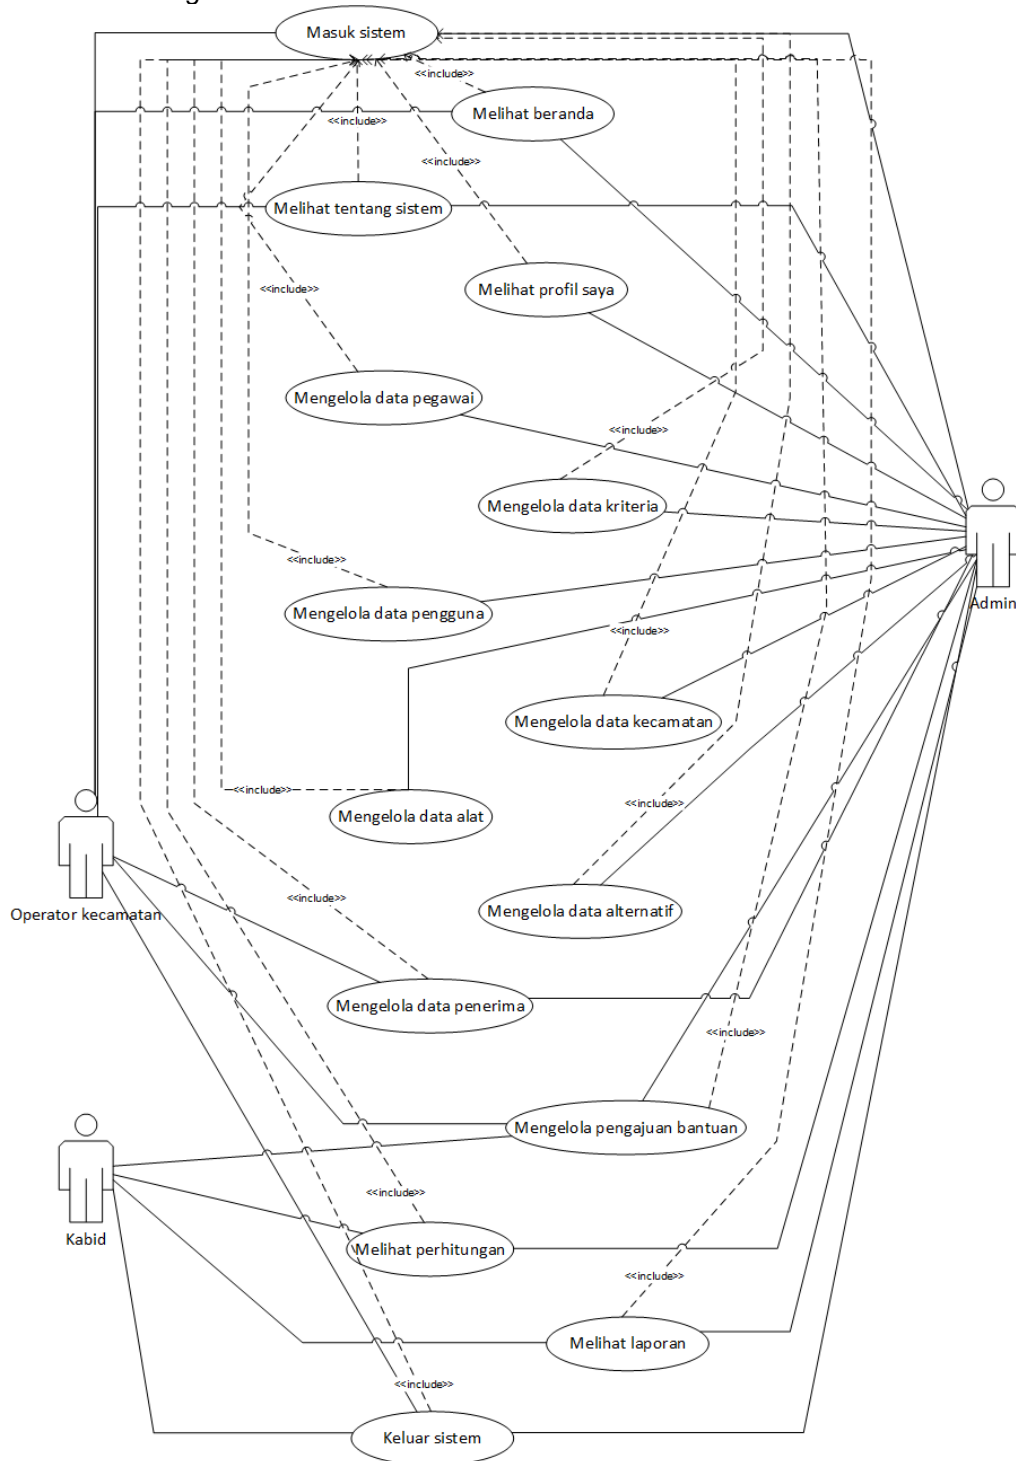 Masuk sistem
<<include>>
Melihat beranda
<<include>>
<<include>>
Melihat tentang sistem
<<include>>
Melihat profil saya
Mengelola data pegawai
<<include>>
Mengelola data kriteria
<<include>>
Mengelola data pengguna
Admin
<<include>>
Mengelola data kecamatan
<<include>>
<<include>>
Mengelola data alat
<<include>>
Operator kecamatan
Mengelola data alternatif
Mengelola data penerima
<<include>>
Mengelola pengajuan bantuan
<<include>>
Kabid
Melihat perhitungan
<<include>>
Melihat laporan
<<include>>
Keluar sistem